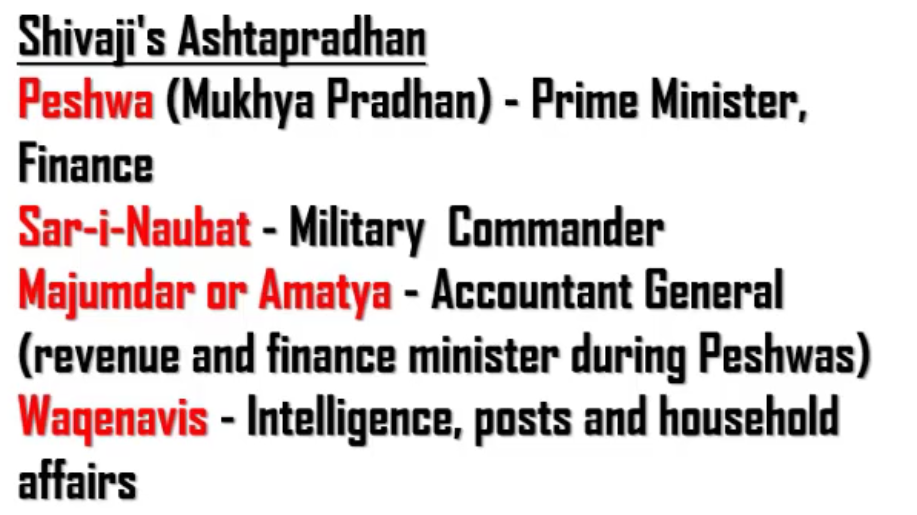 Shivaji's Ashtapradhan
Peshwa (Mukhya Pradhan) - Prime Minister,
Finance
Sar-i-Naubat - Military Commander
Majumdar or Amatya - Accountant General
(revenue and finance minister during Peshwas)
Waqenavis - Intelligence, posts and household
affairs